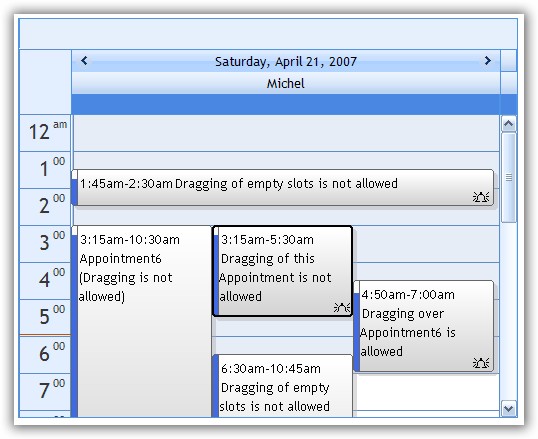 Saturday, April 21, 2007
Michel
12 am
1 00
1:45am-2:30am Dragging of empty slots is not allowed
2 00
3 00
3:15am-10:30am
Appointment6
(Dragging is not
allowed)
3:15am-5:30am
Dragging of this
Appointment is not
allowed
4 00
4:50am-7:00am
Dragging over
Appointment6 is
allowed
5 00
6 00
6:30am-10:45am
Dragging of empty
slots is not allowed
7 00